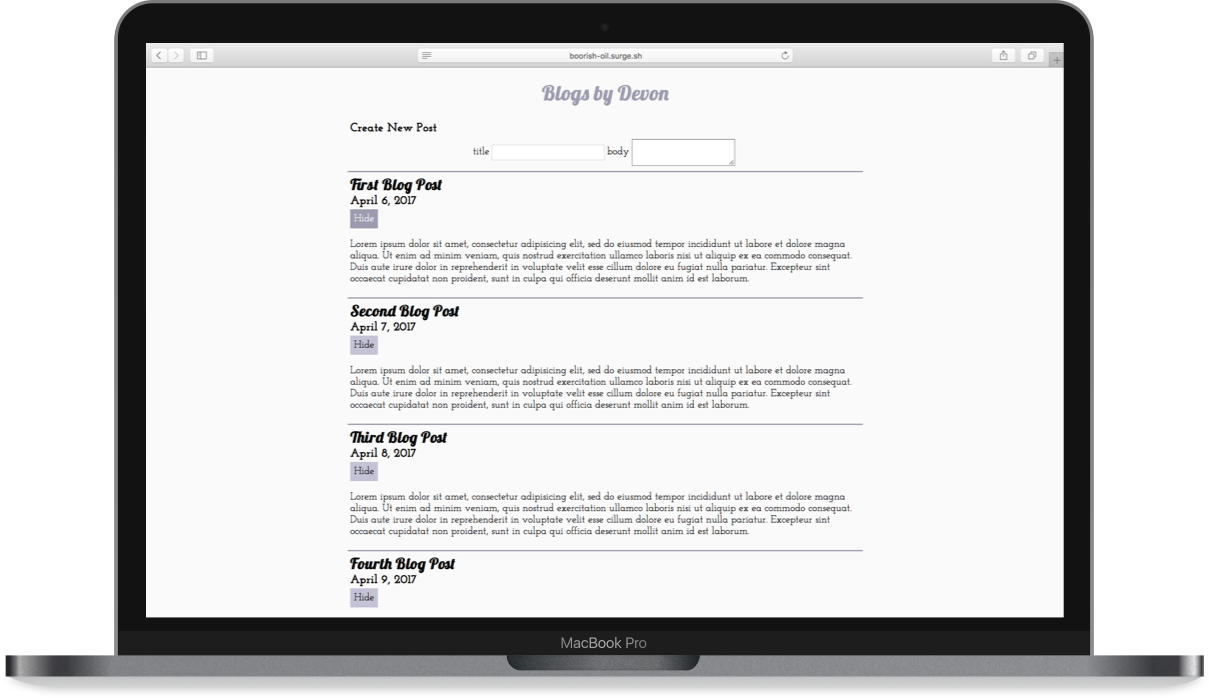 boorish-oil.surge.sh
Blogs by Devon
Create New Post
title body
First Blog Post
April 6, 2017
Hide
Lorem ipsum dolor sit amet, consectetur adipisicing elit, sed do eiusmod tempor incididunt ut labore et dolore magna
aliqua. Ut enim ad minim veniam, quis nostrud exercitation ullamco laboris nisi ut aliquip ex ea commodo consequat.
Duis aute irure dolor in reprehenderit in voluptate velit esse cillum dolore eu fugiat nulla pariatur. Excepteur sint
occaecat cupidatat non proident, sunt in culpa qui officia deserunt mollit anim id est laborum.
Second Blog Post
April 7, 2017
Hide
Lorem ipsum dolor sit amet, consectetur adipisicing elit, sed do eiusmod tempor incididunt ut labore et dolore magna
aliqua. Ut enim ad minim veniam, quis nostrud exercitation ullamco laboris nisi ut aliquip ex ea commodo consequat.
Duis aute irure dolor in reprehenderit in voluptate velit esse cillum dolore eu fugiat nulla pariatur. Excepteur sint
occaecat cupidatat non proident, sunt in culpa qui officia deserunt mollit anim id est laborum.
Third Blog Post
April 8, 2017
Hide
Lorem ipsum dolor sit amet, consectetur adipisicing elit, sed do eiusmod tempor incididunt ut labore et dolore magna
aliqua. Ut enim ad minim veniam, quis nostrud exercitation ullamco laboris nisi ut aliquip ex ea commodo consequat.
Duis aute irure dolor in reprehenderit in voluptate velit esse cillum dolore eu fugiat nulla pariatur. Excepteur sint
occaecat cupidatat non proident, sunt in culpa qui officia deserunt mollit anim id est laborum.
Fourth Blog Post
April 9, 2017
Hide
MacBook Pro